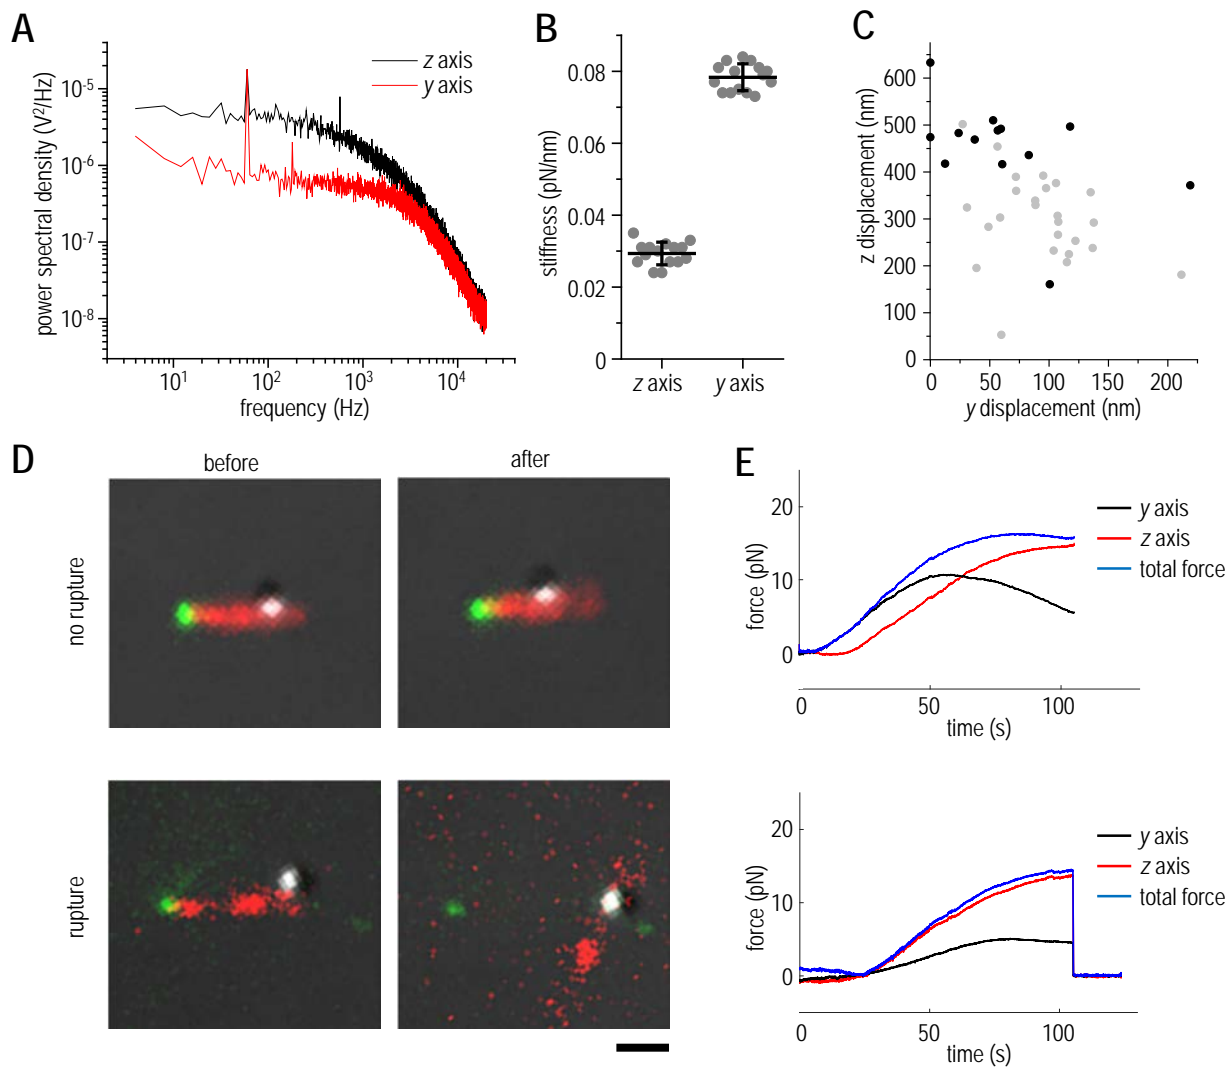 A
B
C
power spectral density (V²/Hz)
10⁻⁵
10⁻⁶
10⁻⁷
10⁻⁸
z axis
y axis
10¹
10²
10³
10⁴
frequency (Hz)
stiffness (pN/nm)
0.08
0.06
0.04
0.02
0
z axis
y axis
z displacement (nm)
600
500
400
300
200
100
0
0
50
100
150
200
y displacement (nm)
D
before
after
no rupture
rupture
E
force (pN)
20
10
0
y axis
z axis
total force
0
50
100
time (s)
force (pN)
20
10
0
y axis
z axis
total force
0
50
100
time (s)